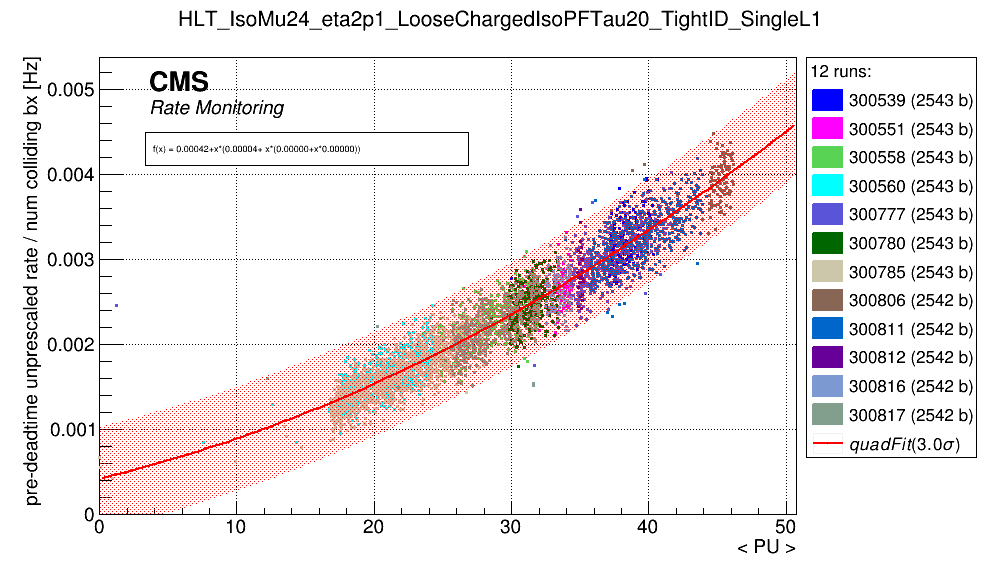 HLT_IsoMu24_eta2p1_LooseChargedIsoPFTau20_TightID_SingleL1
pre-deadtime unprescaled rate / num colliding bx [Hz]
CMS
Rate Monitoring
f(x) = 0.00042+x*(0.00004+ x*(0.00000+x*0.00000))
0.005
0.004
0.003
0.002
0.001
0
0 10 20 30 40 50
< PU >
12 runs:
300539 (2543 b)
300551 (2543 b)
300558 (2543 b)
300560 (2543 b)
300777 (2543 b)
300780 (2543 b)
300785 (2543 b)
300806 (2542 b)
300811 (2542 b)
300812 (2542 b)
300816 (2542 b)
300817 (2542 b)
quadFit(3.0σ)